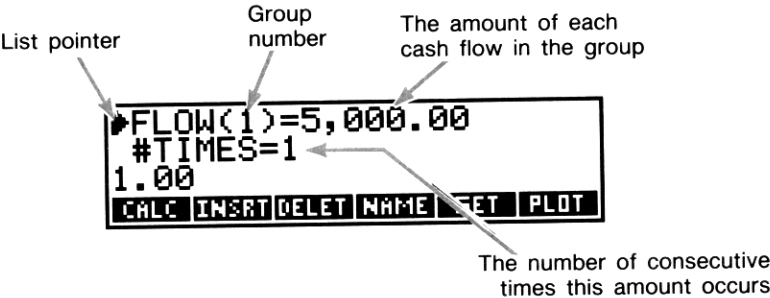 Group
number
The amount of each
cash flow in the group
List pointer
FLOW(1)=5,000.00
#TIMES=1
1.00
CALC INSRT DELET NAME GET PLOT
The number of consecutive
times this amount occurs